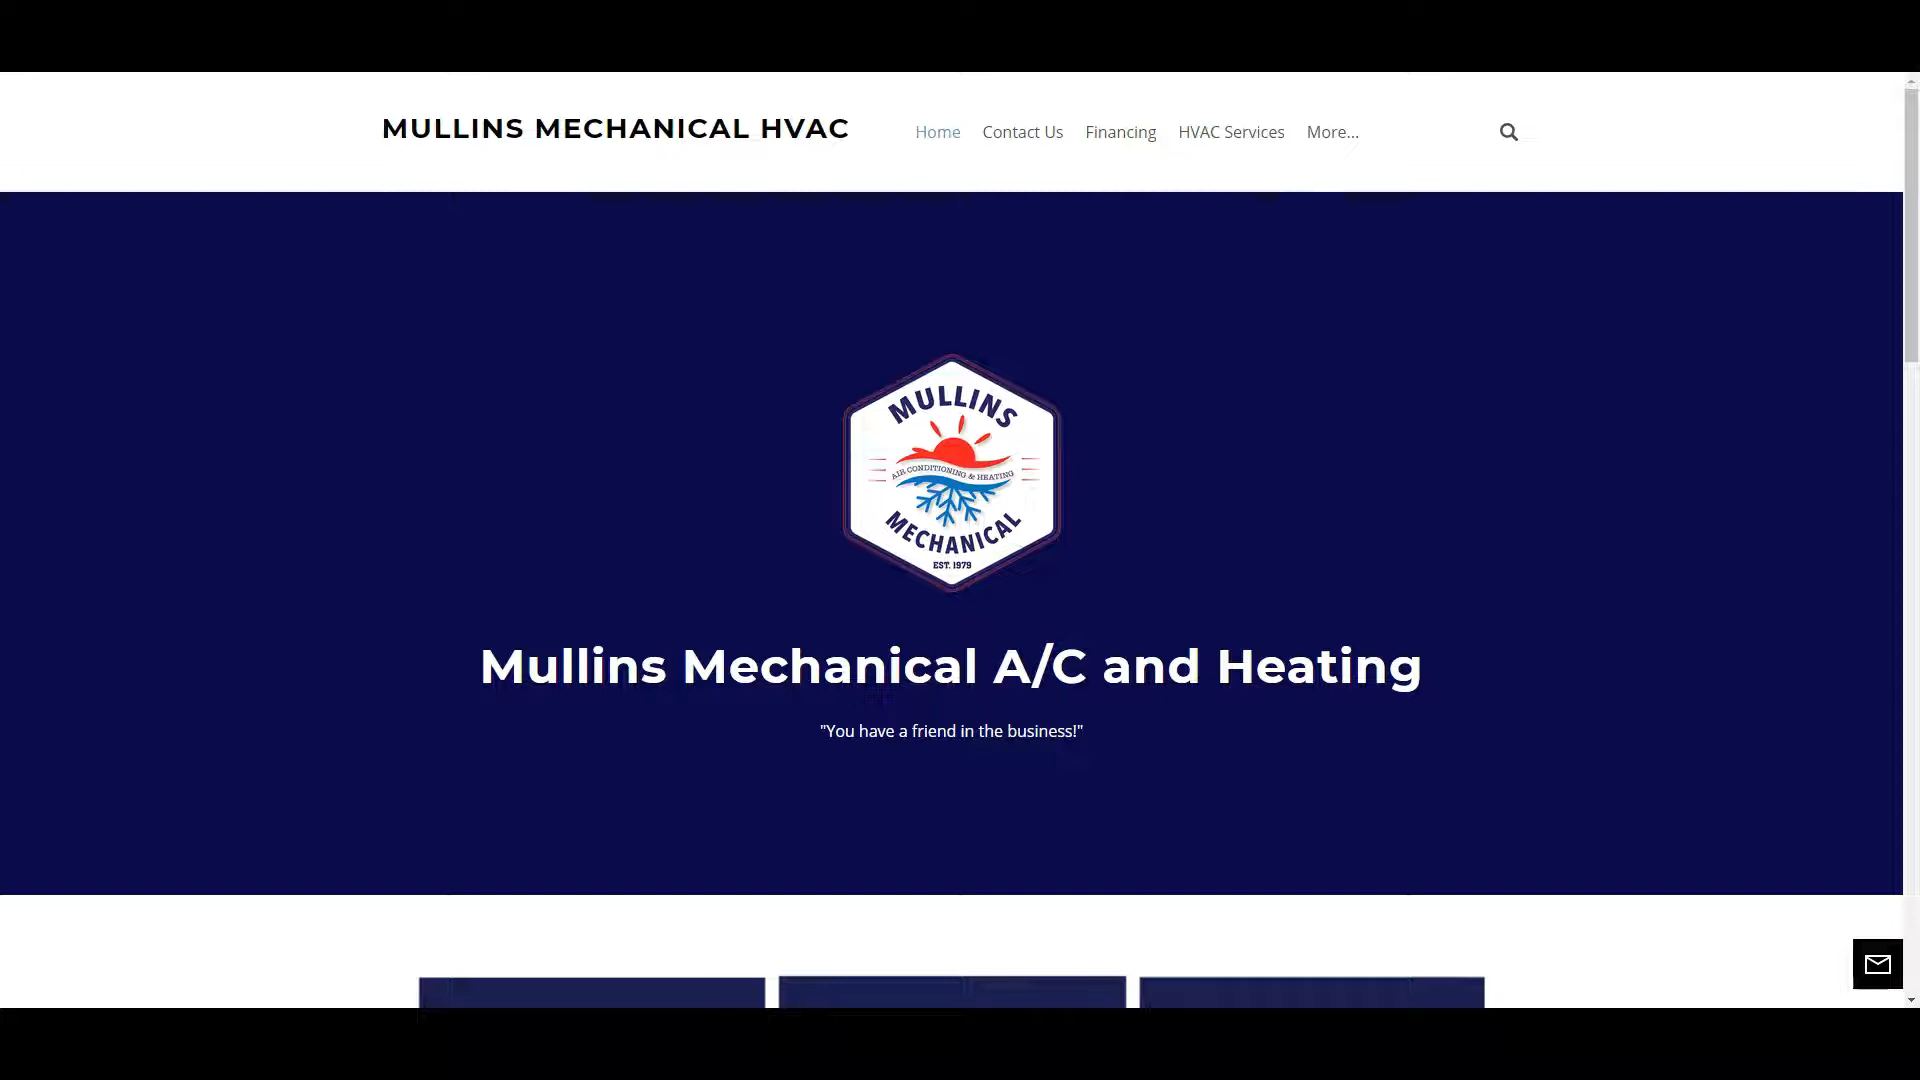 MULLINS MECHANICAL HVAC
Home Contact Us Financing HVAC Services More...
MULLINS
AIR CONDITIONING & HEATING
MECHANICAL
EST. 1979
Mullins Mechanical A/C and Heating
"You have a friend in the business!"